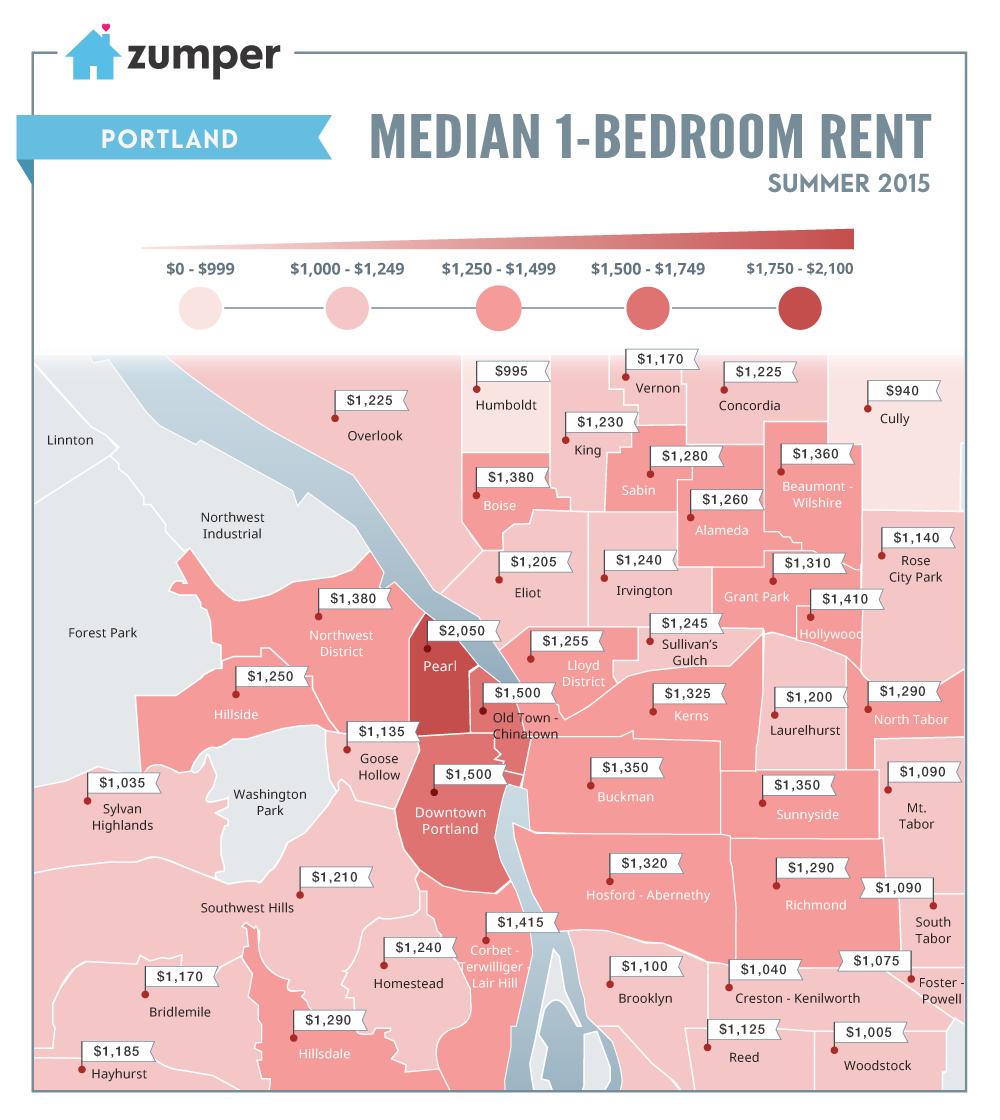 zumper
PORTLAND
MEDIAN 1-BEDROOM RENT
SUMMER 2015
$0 - $999
$1,000 - $1,249
$1,250 - $1,499
$1,500 - $1,749
$1,750 - $2,100
$1,170
Vernon
$995
Humboldt
$1,225
Concordia
$940
Cully
$1,225
Overlook
$1,230
King
Linnton
$1,280
Sabin
$1,360
Beaumont -
Wilshire
$1,380
Boise
$1,260
Alameda
Northwest
Industrial
$1,140
Rose
City Park
$1,205
Eliot
$1,240
Irvington
$1,310
Grant Park
$1,380
Northwest
District
$1,410
Hollywood
Forest Park
$2,050
Pearl
$1,255
Lloyd
District
$1,245
Sullivan's
Gulch
$1,250
Hillside
$1,500
Old Town -
Chinatown
$1,325
Kerns
$1,200
Laurelhurst
$1,290
North Tabor
$1,135
Goose
Hollow
$1,035
Sylvan
Highlands
Washington
Park
$1,500
Downtown
Portland
$1,350
Buckman
$1,350
Sunnyside
$1,090
Mt.
Tabor
$1,210
Southwest Hills
$1,320
Hosford - Abernethy
$1,290
Richmond
$1,090
South
Tabor
$1,415
Corbet -
Terwilliger -
Lair Hill
$1,240
Homestead
$1,170
Bridlemile
$1,100
Brooklyn
$1,040
Creston - Kenilworth
$1,075
Foster -
Powell
$1,290
Hillsdale
$1,125
Reed
$1,005
Woodstock
$1,185
Hayhurst